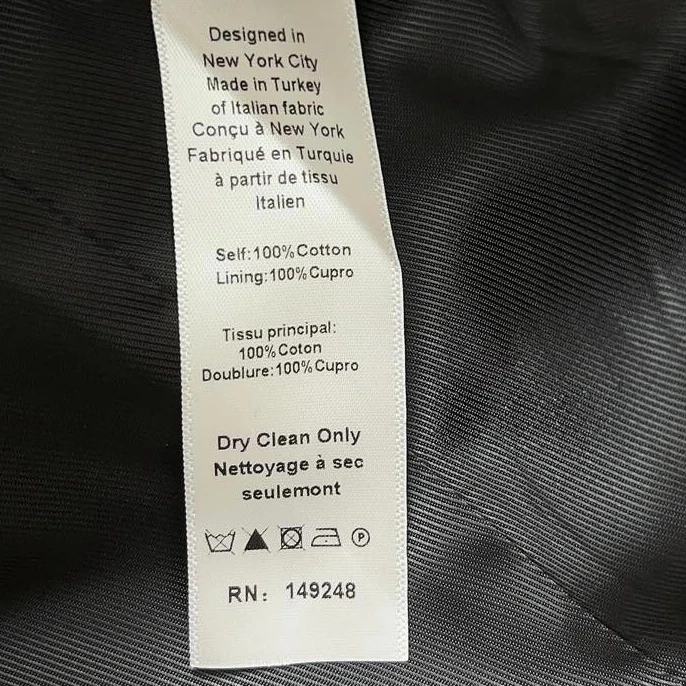 Designed in
New York City
Made in Turkey
of Italian fabric
Conçu à New York
Fabriqué en Turquie
à partir de tissu
Italien
Self:100% Cotton
Lining:100% Cupro
Tissu principal:
100% Coton
Doublure:100% Cupro
Dry Clean Only
Nettoyage à sec
seulemont
P
RN: 149248